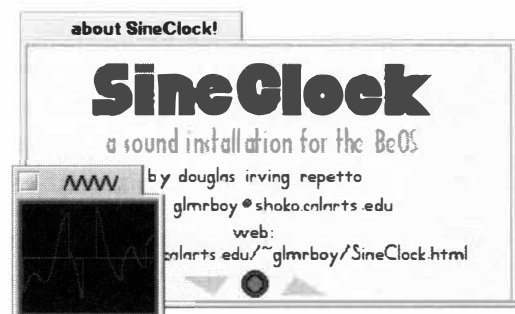 about SineClock!
SineClock
a sound installation for the BeOS
by douglas irving repetto
glmrboy@shoko.calarts.edu
web:
.calarts.edu/~glmrboy/SineClock.html